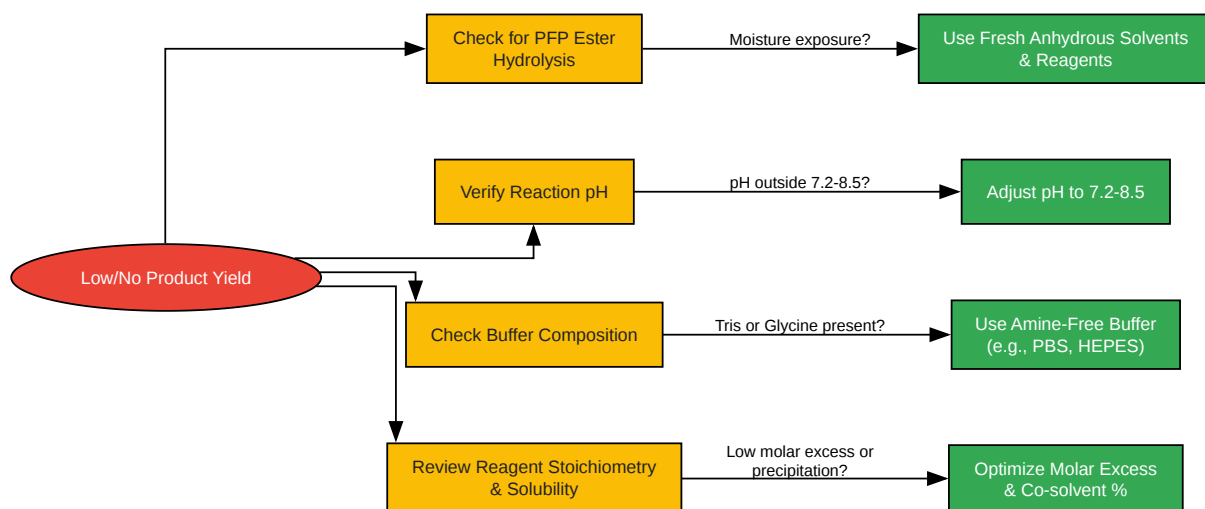 Check for PFP Ester
Hydrolysis
Moisture exposure?
Use Fresh Anhydrous Solvents
& Reagents
Verify Reaction pH
pH outside 7.2-8.5?
Adjust pH to 7.2-8.5
Low/No Product Yield
Check Buffer Composition
Tris or Glycine present?
Use Amine-Free Buffer
(e.g., PBS, HEPES)
Review Reagent Stoichiometry
& Solubility
Low molar excess or
precipitation?
Optimize Molar Excess
& Co-solvent %